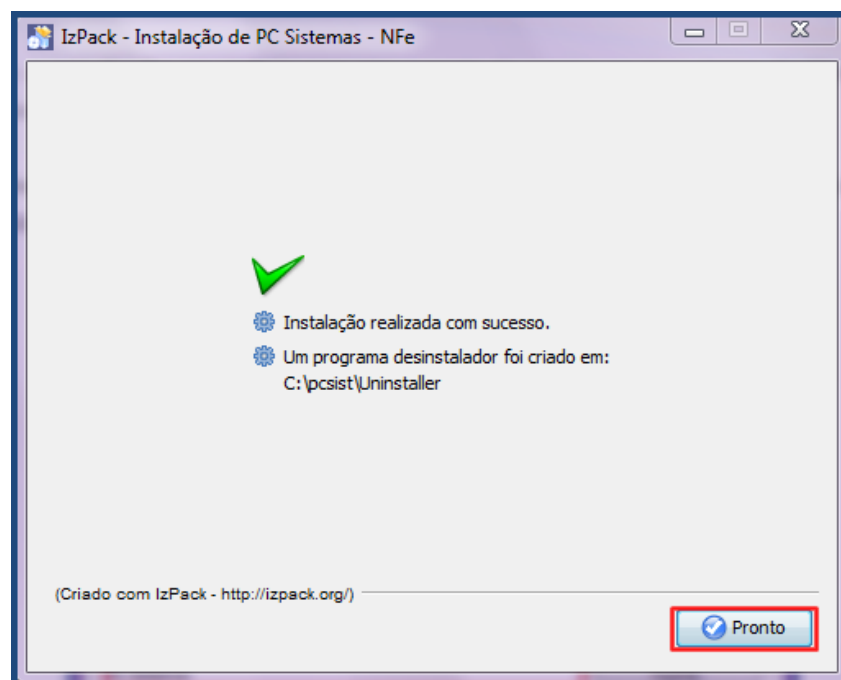 IzPack - Instalação de PC Sistemas - NFe
Instalação realizada com sucesso.
Um programa desinstalador foi criado em:
C:\pcsist\Uninstaller
(Criado com IzPack - http://izpack.org/)
Pronto